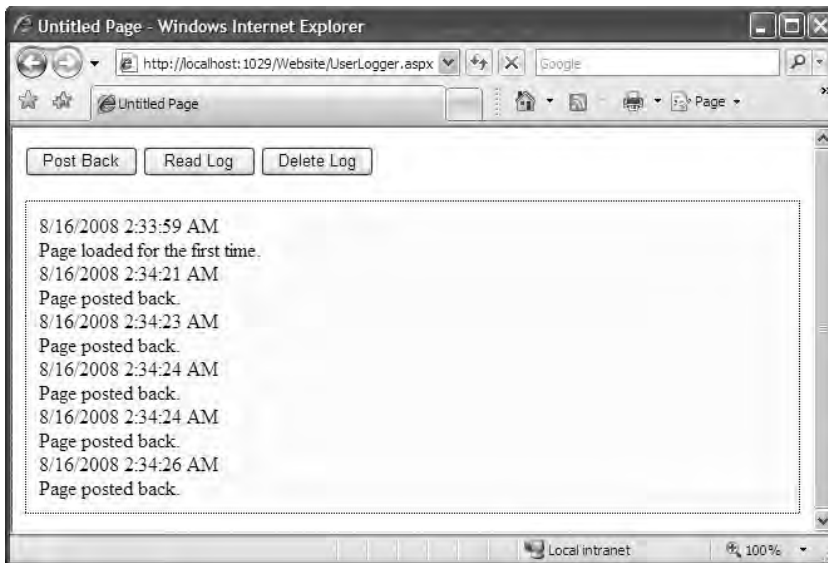 Untitled Page - Windows Internet Explorer
http://localhost:1029/Website/UserLogger.aspx
Google
Untitled Page
Page
Post Back
Read Log
Delete Log
8/16/2008 2:33:59 AM
Page loaded for the first time.
8/16/2008 2:34:21 AM
Page posted back.
8/16/2008 2:34:23 AM
Page posted back.
8/16/2008 2:34:24 AM
Page posted back.
8/16/2008 2:34:24 AM
Page posted back.
8/16/2008 2:34:26 AM
Page posted back.
Local intranet
100%